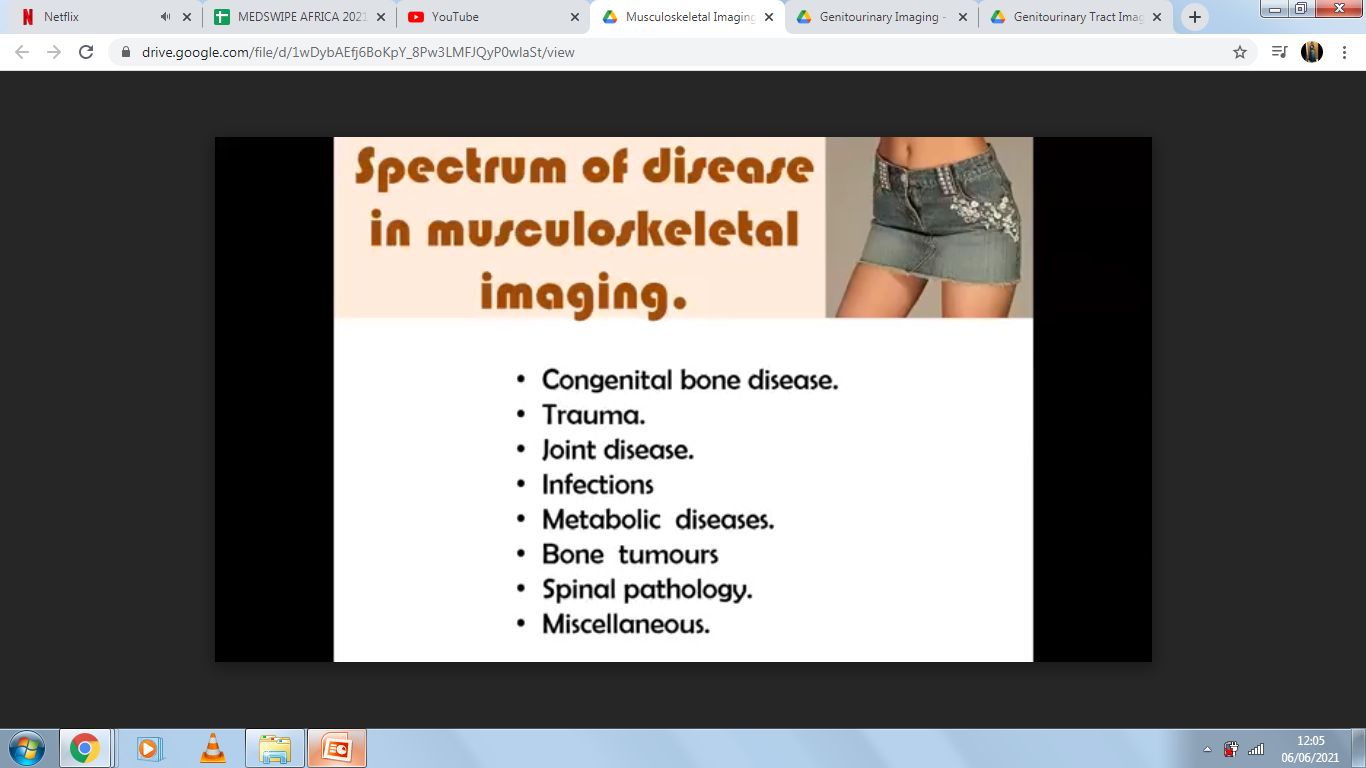 Netflix
MEDSWIPE AFRICA 2021
YouTube
Musculoskeletal Imaging
Genitourinary Imaging -
Genitourinary Tract Imag
drive.google.com/file/d/1wDybAEfj6BoKpY_8Pw3LMFJQyP0wlaSt/view
Spectrum of disease
in musculoskeletal
imaging.
• Congenital bone disease.
• Trauma.
• Joint disease.
• Infections
• Metabolic diseases.
• Bone tumours
• Spinal pathology.
• Miscellaneous.
12:05
06/06/2021